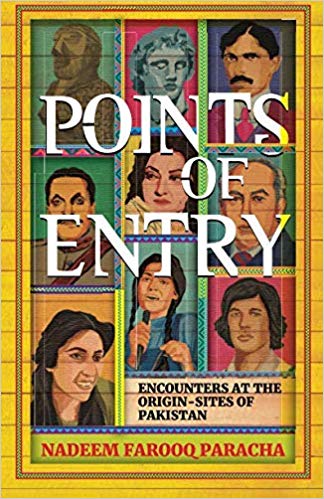 POINTS
OF
ENTRY
ENCOUNTERS AT THE
ORIGIN-SITES OF
PAKISTAN
NADEEM FAROOQ PARACHA